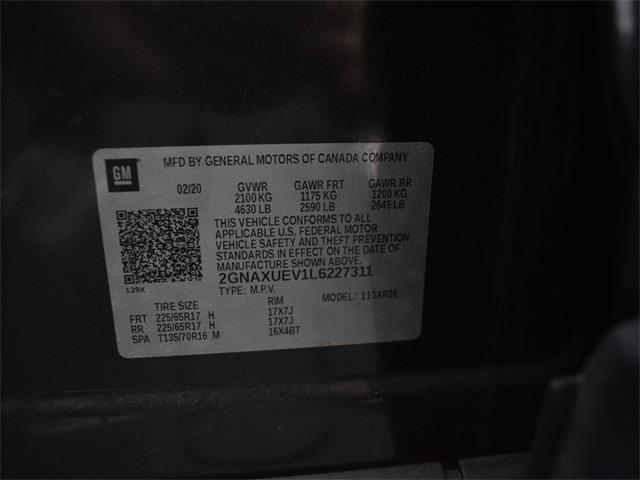 GM
MFD BY GENERAL MOTORS OF CANADA COMPANY
02/20 GVWR GAWR FRT GAWR RR
2100 KG 1175 KG 1200 KG
4630 LB 2590 LB 2645 LB
THIS VEHICLE CONFORMS TO ALL
APPLICABLE U.S. FEDERAL MOTOR
VEHICLE SAFETY AND THEFT PREVENTION
STANDARDS IN EFFECT ON THE DATE OF
MANUFACTURE SHOWN ABOVE.
2GNAXUEV1L6227311
139X TYPE: M.P.V. MODEL: 111XR26
TIRE SIZE RIM
FRT 225/65R17 H 17X7J
RR 225/65R17 H 17X7J
SPA T135/70R16 M 16X4BT